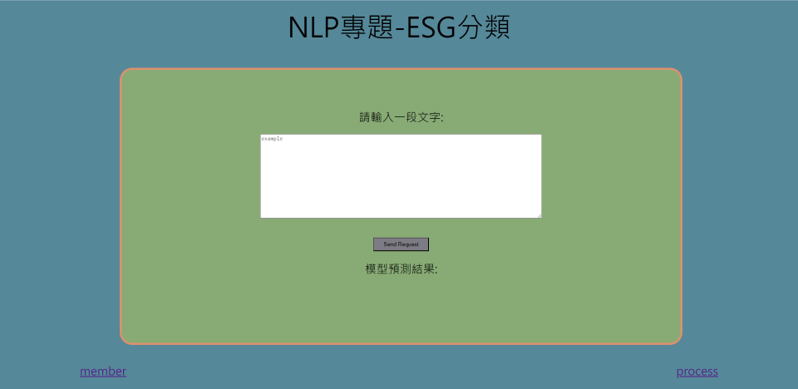 NLP專題-ESG分類
請輸入一段文字:
example
Send Request
模型預測結果:
member
process